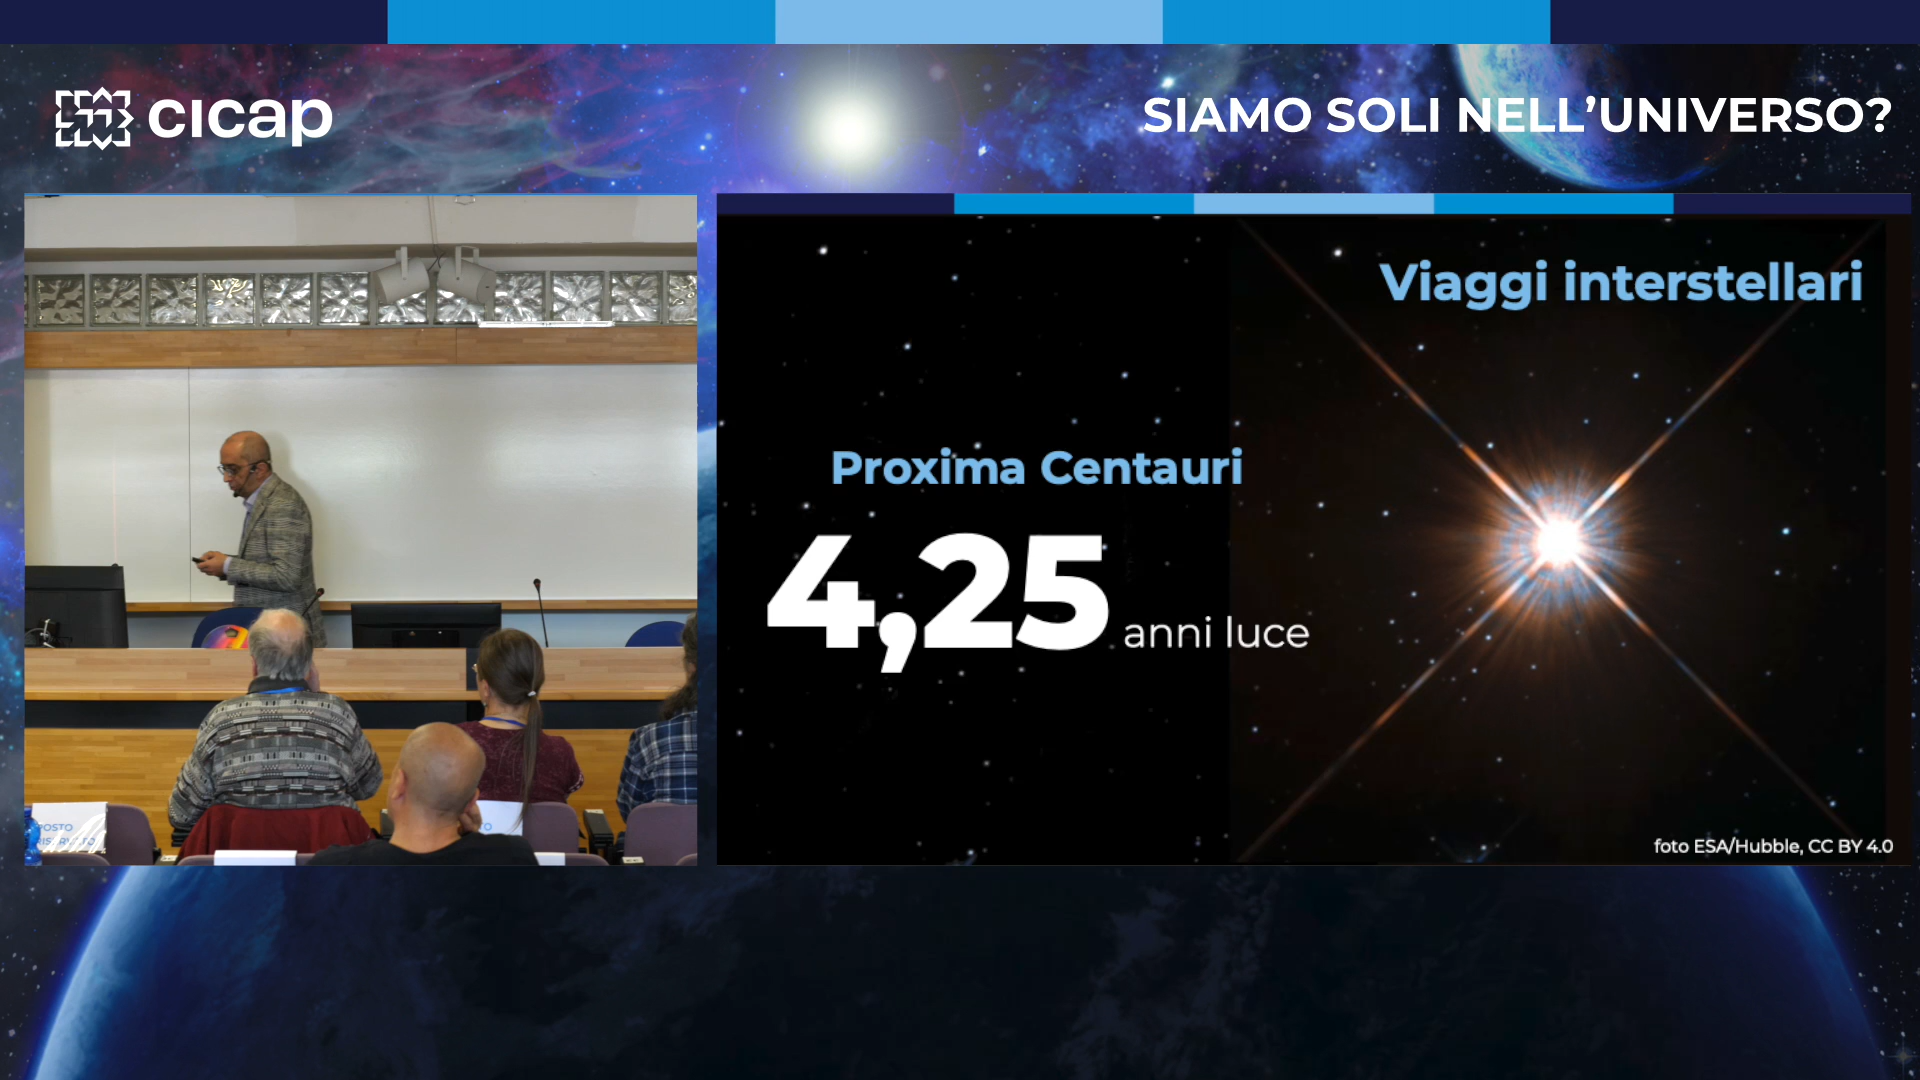 cicap
SIAMO SOLI NELL’UNIVERSO?
Viaggi interstellari
Proxima Centauri
4,25 anni luce
foto ESA/Hubble, CC BY 4.0
POSTO